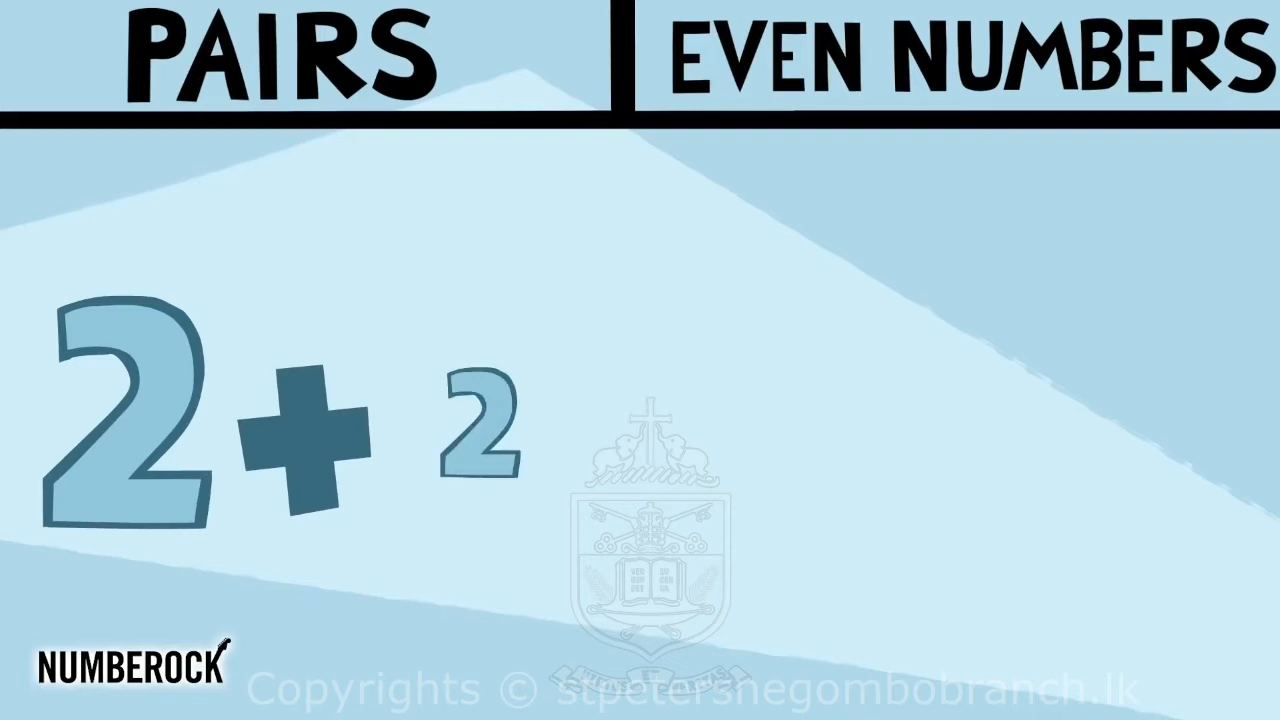 PAIRS
EVEN NUMBERS
2 + 2
NUMBEROCK
Copyrights © stpetersnegombobranch.lk